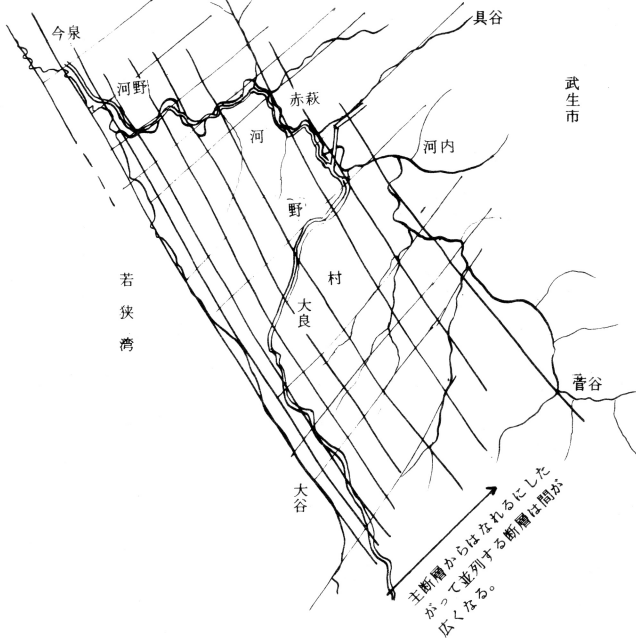 今泉
河野
赤萩
具谷
武生市
河内
河野村
若狭湾
大良
菅谷
大谷
主断層からはなれるにした
がって並列する断層は間が
広くなる。